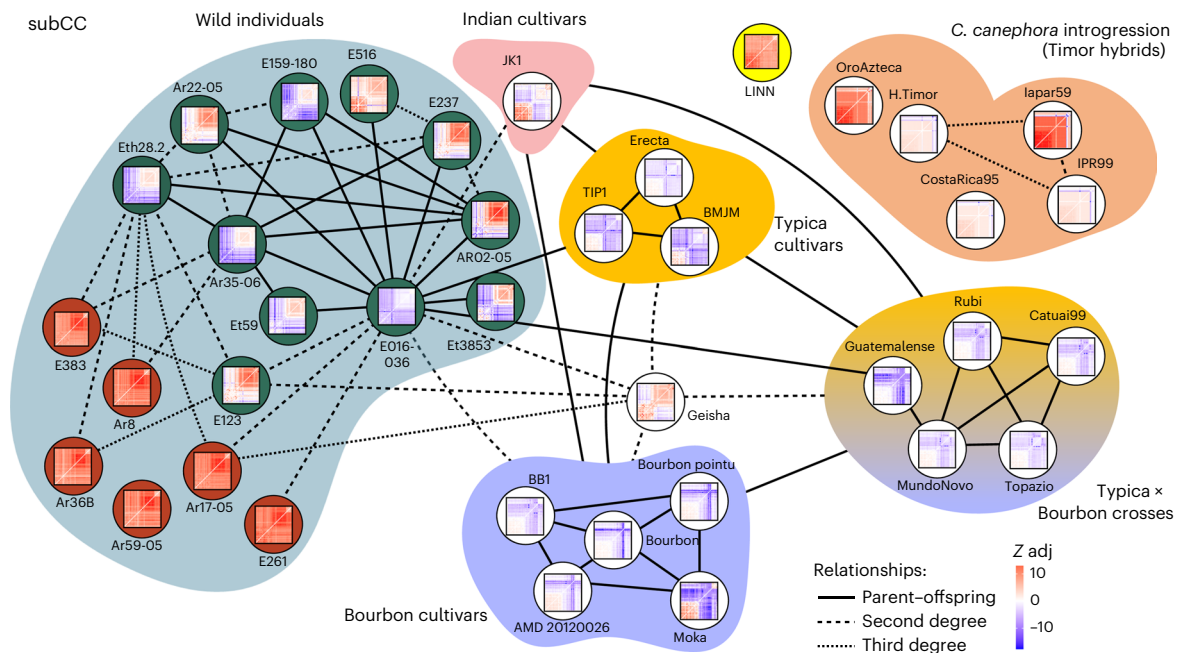 subCC
Wild individuals
Indian cultivars
C. canephora introgression
(Timor hybrids)
E159-180
E516
JK1
LINN
OroAzteca
H.Timor
Iapar59
Ar22-05
E237
Eth28.2
Erecta
IPR99
CostaRica95
TIP1
BMJM
Typica
cultivars
AR02-05
Ar35-06
Et59
E016-
036
Et3853
Rubi
Catuai99
Guatemalense
E383
Ar8
E123
Geisha
Ar36B
Ar17-05
Ar59-05
E261
BB1
Bourbon pointu
MundoNovo
Topazio
Typica ×
Bourbon crosses
Bourbon
Bourbon cultivars
AMD 20120026
Moka
Relationships:
Parent–offspring
Second degree
Third degree
Z adj
10
0
–10